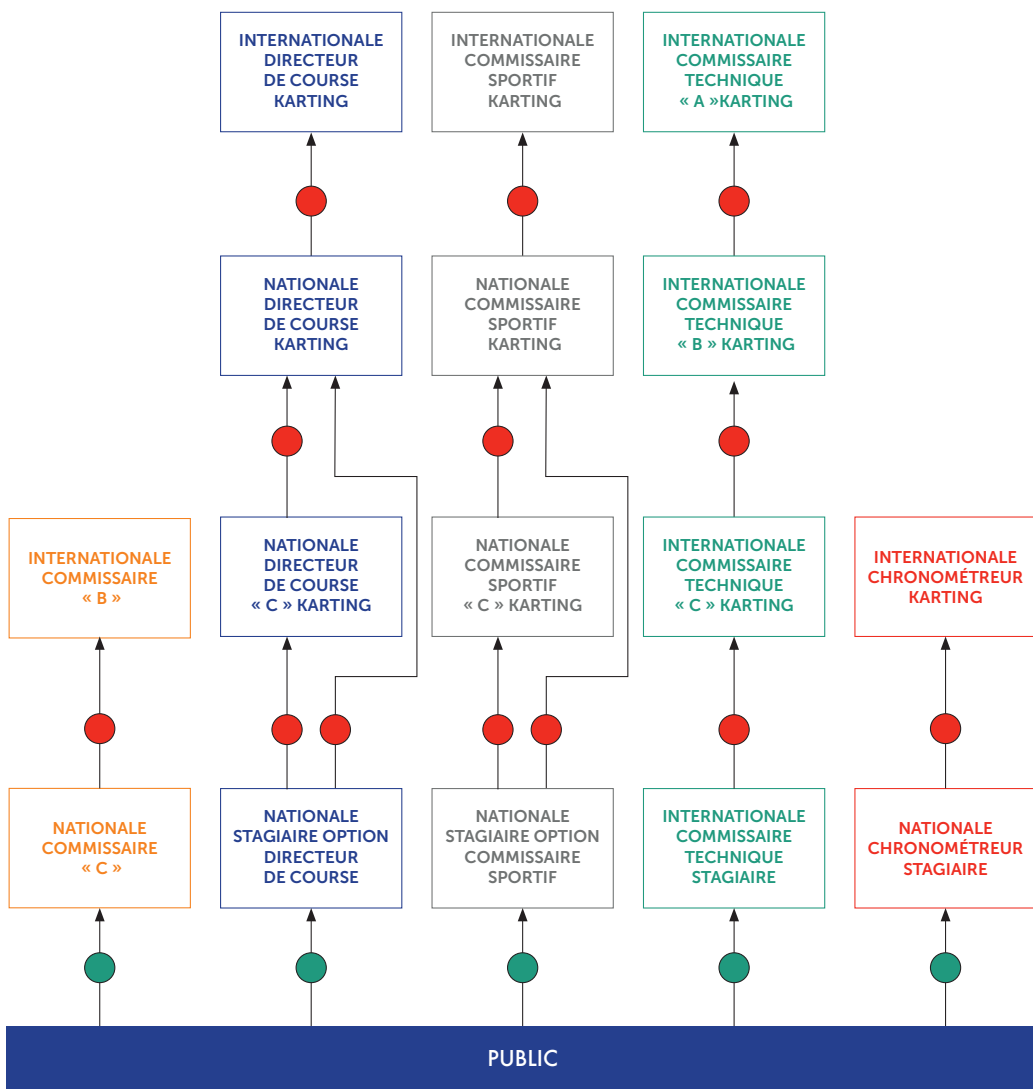 INTERNATIONALE
DIRECTEUR
DE COURSE
KARTING
INTERNATIONALE
COMMISSAIRE
SPORTIF
KARTING
INTERNATIONALE
COMMISSAIRE
TECHNIQUE
« A »KARTING
NATIONALE
DIRECTEUR
DE COURSE
KARTING
NATIONALE
COMMISSAIRE
SPORTIF
KARTING
INTERNATIONALE
COMMISSAIRE
TECHNIQUE
« B » KARTING
INTERNATIONALE
COMMISSAIRE
« B »
NATIONALE
DIRECTEUR
DE COURSE
« C » KARTING
NATIONALE
COMMISSAIRE
SPORTIF
« C » KARTING
INTERNATIONALE
COMMISSAIRE
TECHNIQUE
« C » KARTING
INTERNATIONALE
CHRONOMÉTREUR
KARTING
NATIONALE
COMMISSAIRE
« C »
NATIONALE
STAGIAIRE OPTION
DIRECTEUR
DE COURSE
NATIONALE
STAGIAIRE OPTION
COMMISSAIRE
SPORTIF
INTERNATIONALE
COMMISSAIRE
TECHNIQUE
STAGIAIRE
NATIONALE
CHRONOMÉTREUR
STAGIAIRE
PUBLIC